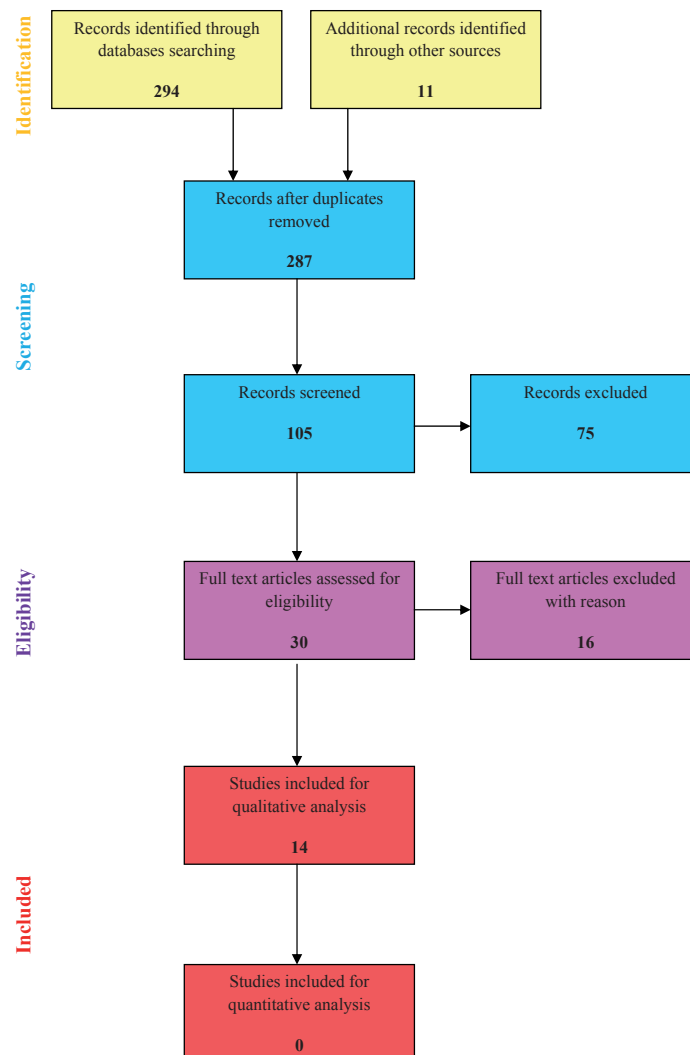 Identification
Records identified through
databases searching
294
Additional records identified
through other sources
11
Records after duplicates
removed
287
Screening
Records screened
105
Records excluded
75
Eligibility
Full text articles assessed for
eligibility
30
Full text articles excluded
with reason
16
Included
Studies included for
qualitative analysis
14
Studies included for
quantitative analysis
0